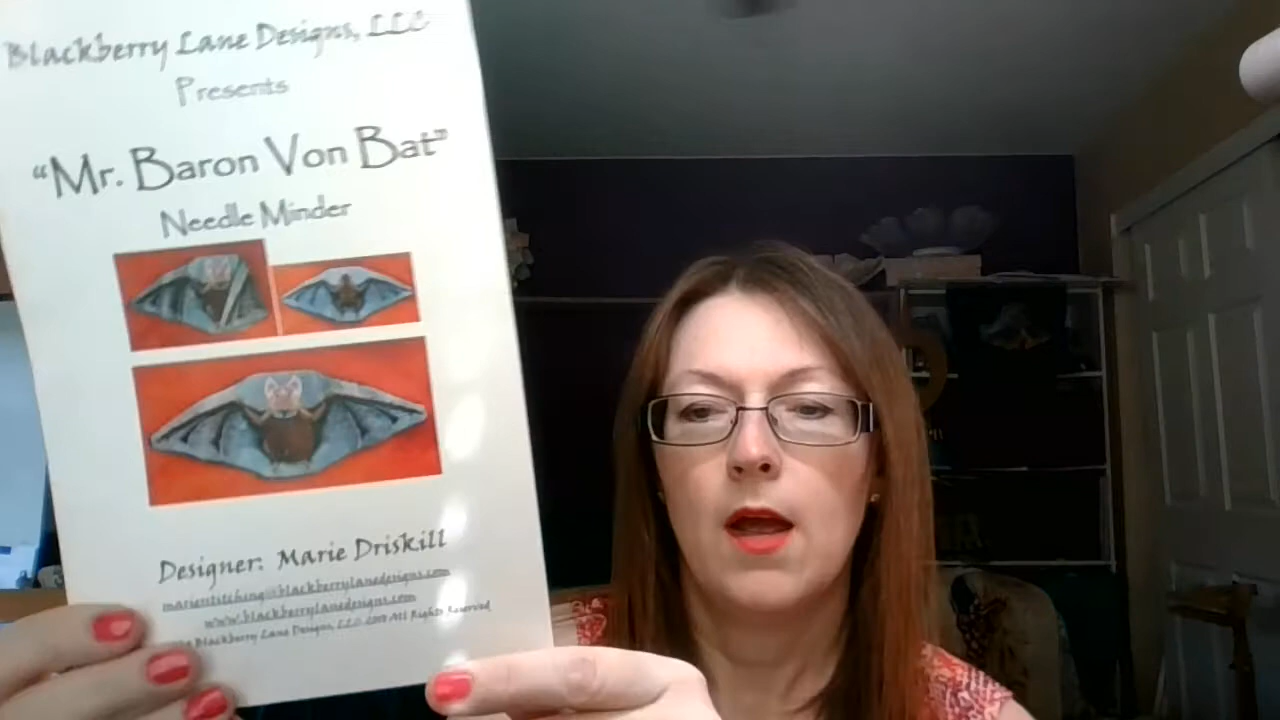 Blackberry Lane Designs, LLC
Presents
“Mr. Baron Von Bat”
Needle Minder
Designer: Marie Driskill
mariestitching@blackberrylanedesigns.com
www.blackberrylanedesigns.com
Blackberry Lane Designs, LLC All Rights Reserved